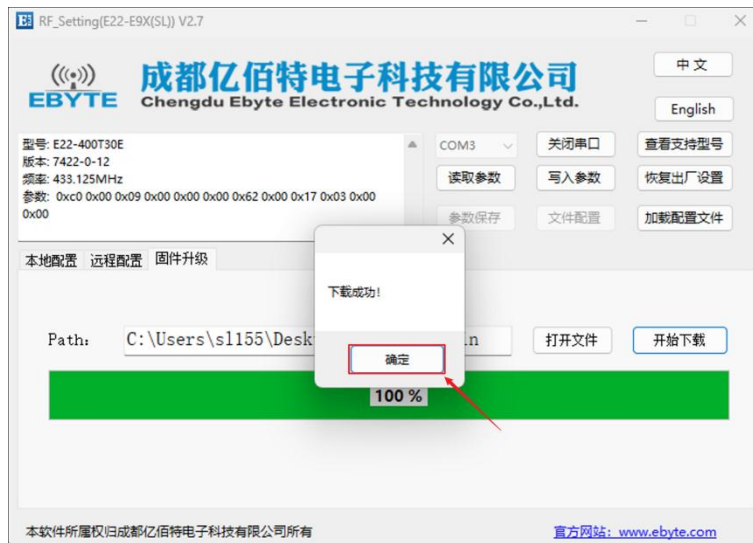 RF_Setting(E22-E9X(SL)) V2.7
EBYTE
成都亿佰特电子科技有限公司
Chengdu Ebyte Electronic Technology Co.,Ltd.
中文
English
型号: E22-400T30E
版本: 7422-0-12
频率: 433.125MHz
参数: 0xc0 0x00 0x09 0x00 0x00 0x00 0x62 0x00 0x17 0x03 0x00
0x00
COM3
关闭串口
查看支持型号
读取参数
写入参数
恢复出厂设置
参数保存
文件配置
加载配置文件
本地配置
远程配置
固件升级
下载成功!
确定
Path:
C:\Users\sl155\Desk
打开文件
开始下载
100 %
本软件所属权归成都亿佰特电子科技有限公司所有
官方网站: www.ebyte.com